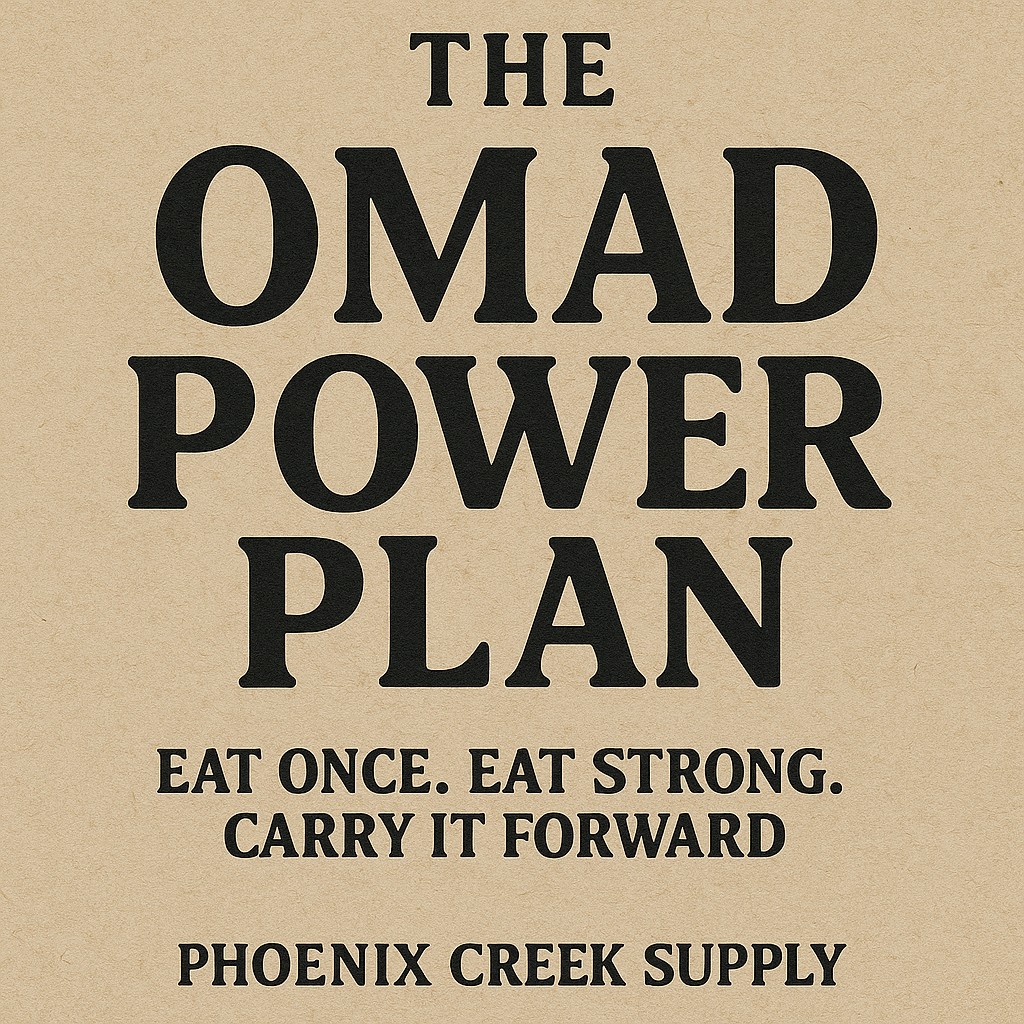 THE
OMAD
POWER
PLAN
EAT ONCE. EAT STRONG.
CARRY IT FORWARD
PHOENIX CREEK SUPPLY